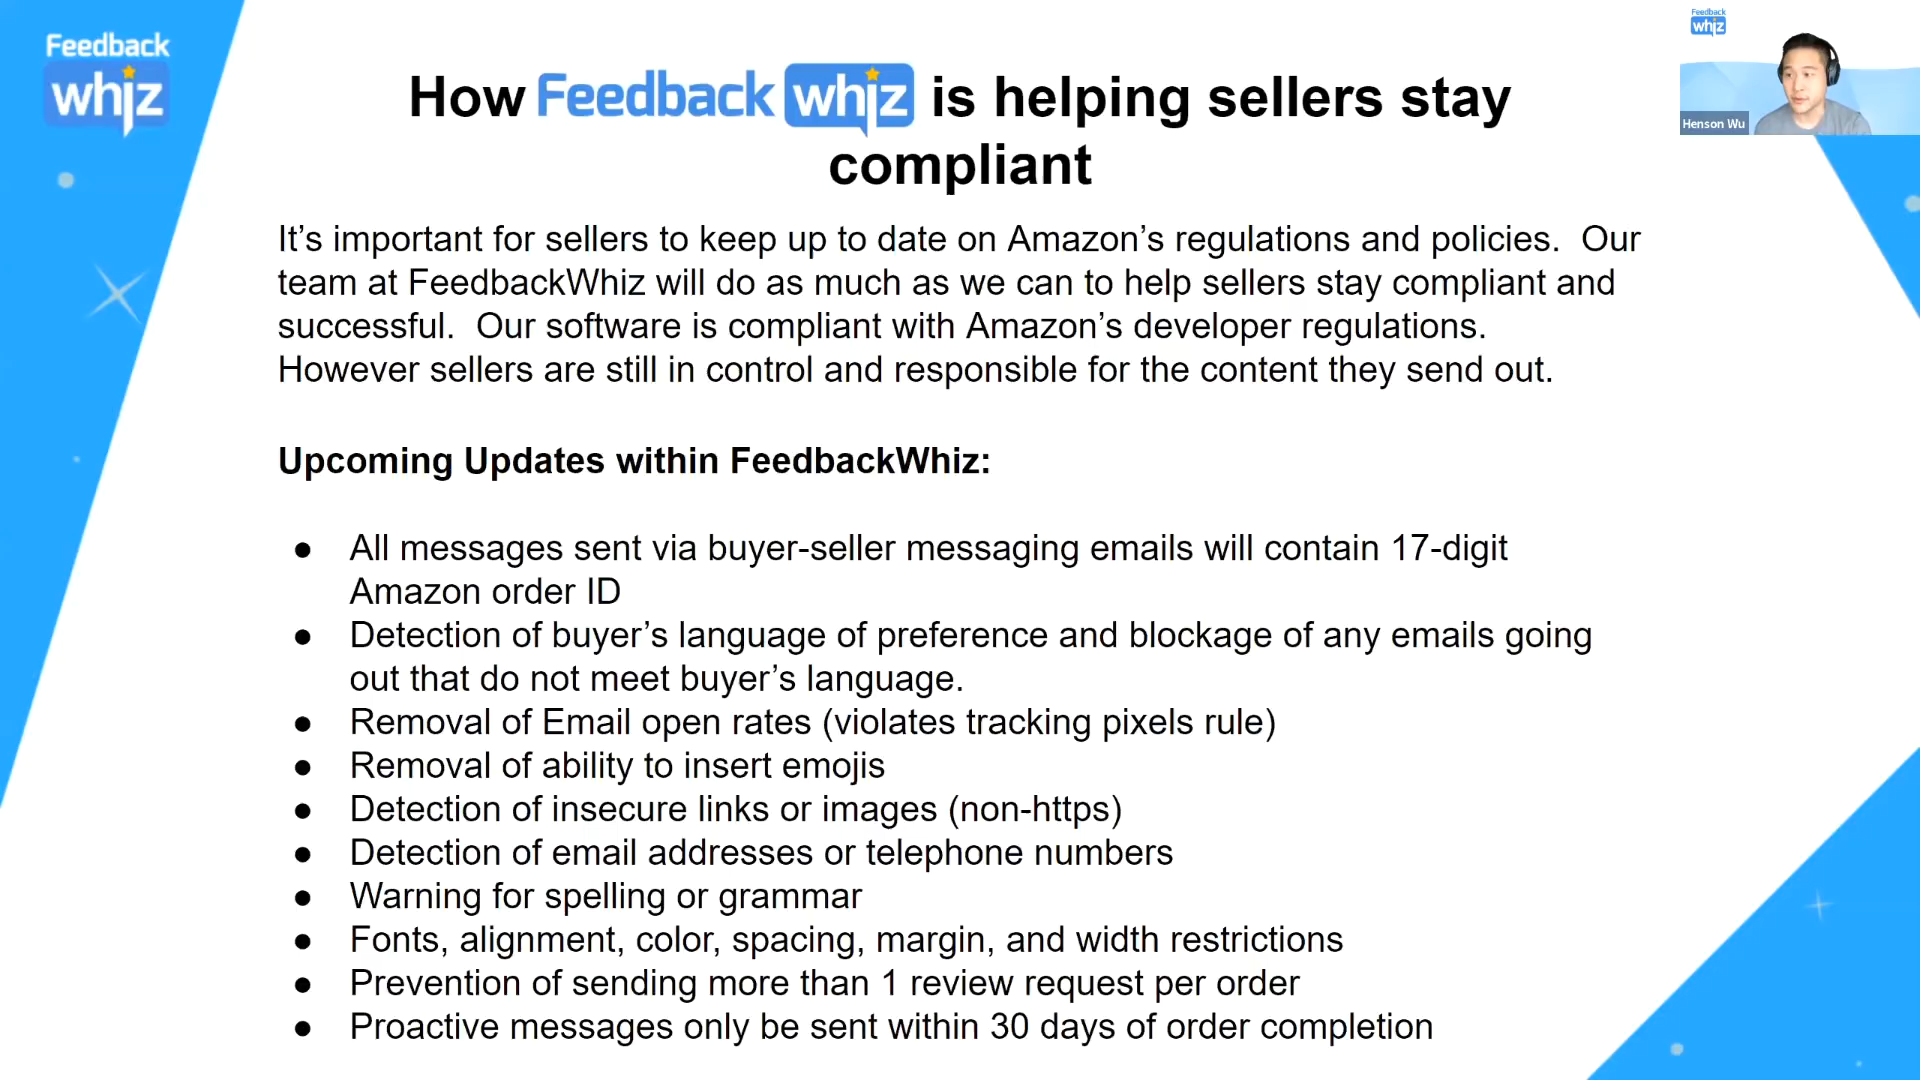 Feedback
whiz
Feedback
whiz
Henson Wu
How Feedback whiz is helping sellers stay
compliant
It’s important for sellers to keep up to date on Amazon’s regulations and policies.  Our
team at FeedbackWhiz will do as much as we can to help sellers stay compliant and
successful.  Our software is compliant with Amazon’s developer regulations.
However sellers are still in control and responsible for the content they send out.
Upcoming Updates within FeedbackWhiz:
● All messages sent via buyer-seller messaging emails will contain 17-digit
Amazon order ID
● Detection of buyer’s language of preference and blockage of any emails going
out that do not meet buyer’s language.
● Removal of Email open rates (violates tracking pixels rule)
● Removal of ability to insert emojis
● Detection of insecure links or images (non-https)
● Detection of email addresses or telephone numbers
● Warning for spelling or grammar
● Fonts, alignment, color, spacing, margin, and width restrictions
● Prevention of sending more than 1 review request per order
● Proactive messages only be sent within 30 days of order completion